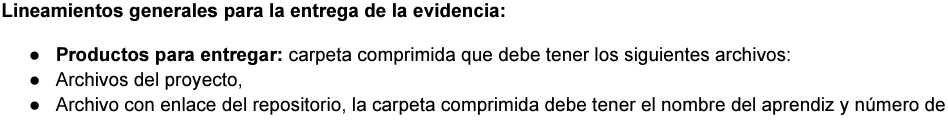 Lineamientos generales para la entrega de la evidencia:
● Productos para entregar: carpeta comprimida que debe tener los siguientes archivos:
● Archivos del proyecto,
● Archivo con enlace del repositorio, la carpeta comprimida debe tener el nombre del aprendiz y número de